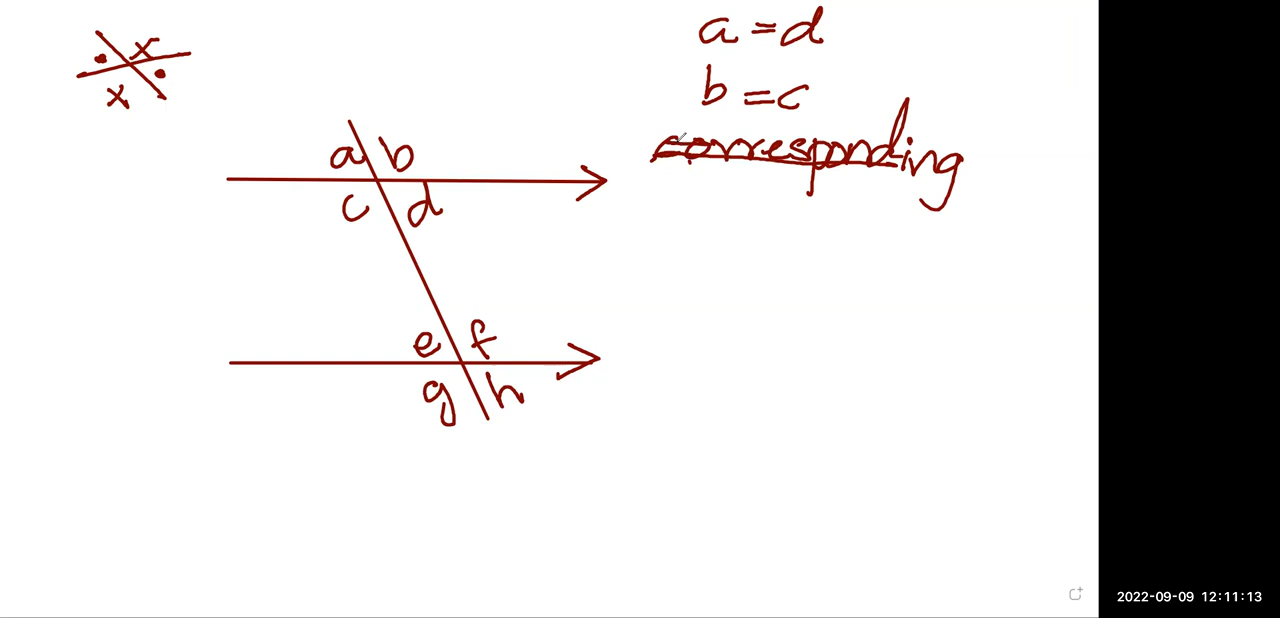 x
x
a = d
b = c
corresponding
a b
c d
e f
g h
2022-09-09 12:11:13